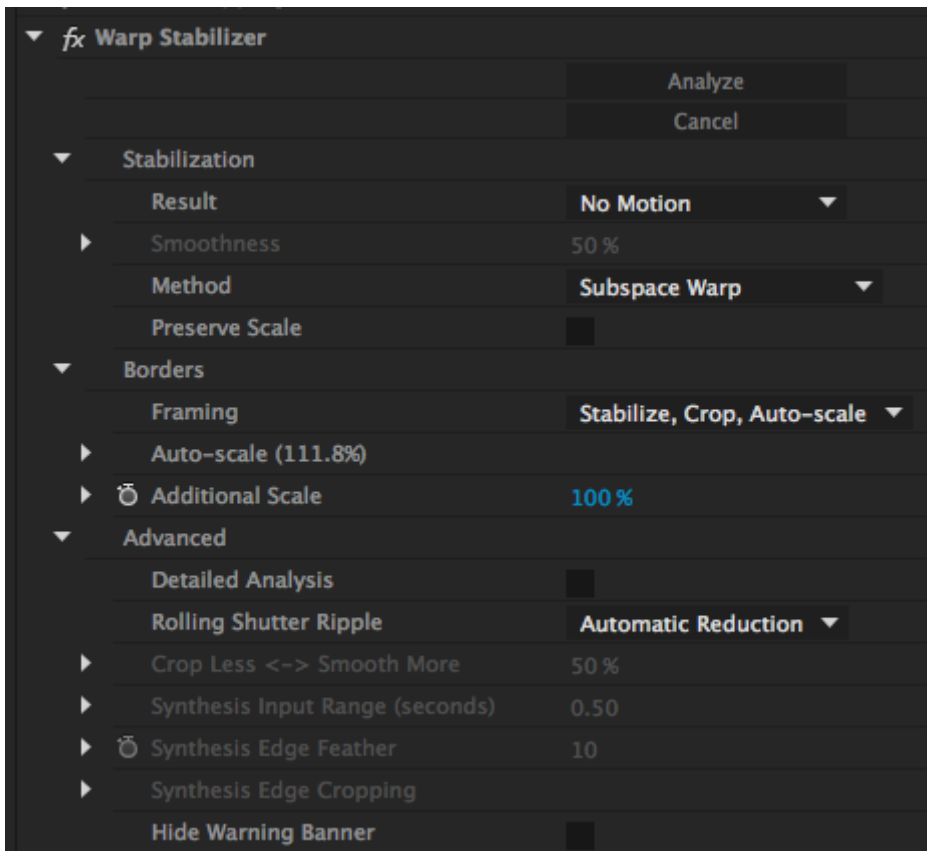 fx Warp Stabilizer
Analyze
Cancel
Stabilization
Result No Motion
Smoothness 50 %
Method Subspace Warp
Preserve Scale
Borders
Framing Stabilize, Crop, Auto-scale
Auto-scale (111.8%)
Additional Scale 100 %
Advanced
Detailed Analysis
Rolling Shutter Ripple Automatic Reduction
Crop Less <-> Smooth More 50 %
Synthesis Input Range (seconds) 0.50
Synthesis Edge Feather 10
Synthesis Edge Cropping
Hide Warning Banner